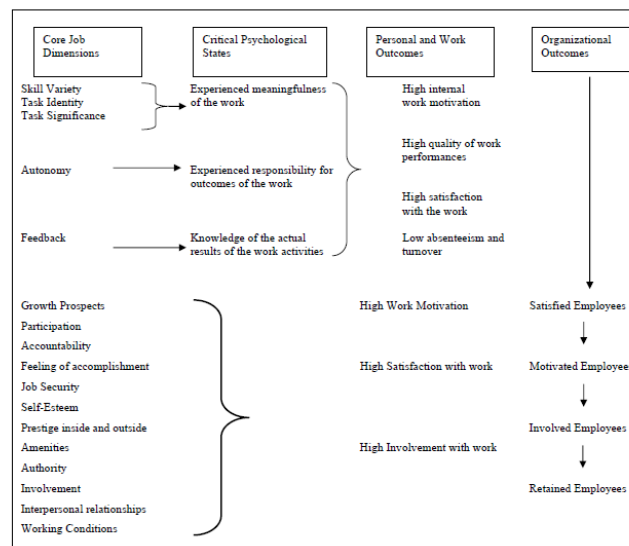 Core Job
Dimensions
Critical Psychological
States
Personal and Work
Outcomes
Organizational
Outcomes
Skill Variety
Task Identity
Task Significance
Experienced meaningfulness
of the work
High internal
work motivation
High quality of work
performances
Autonomy
Experienced responsibility for
outcomes of the work
High satisfaction
with the work
Feedback
Knowledge of the actual
results of the work activities
Low absenteeism and
turnover
Growth Prospects
High Work Motivation
Satisfied Employees
Participation
Accountability
Feeling of accomplishment
High Satisfaction with work
Motivated Employee
Job Security
Self-Esteem
Prestige inside and outside
Involved Employees
Amenities
High Involvement with work
Authority
Involvement
Retained Employees
Interpersonal relationships
Working Conditions